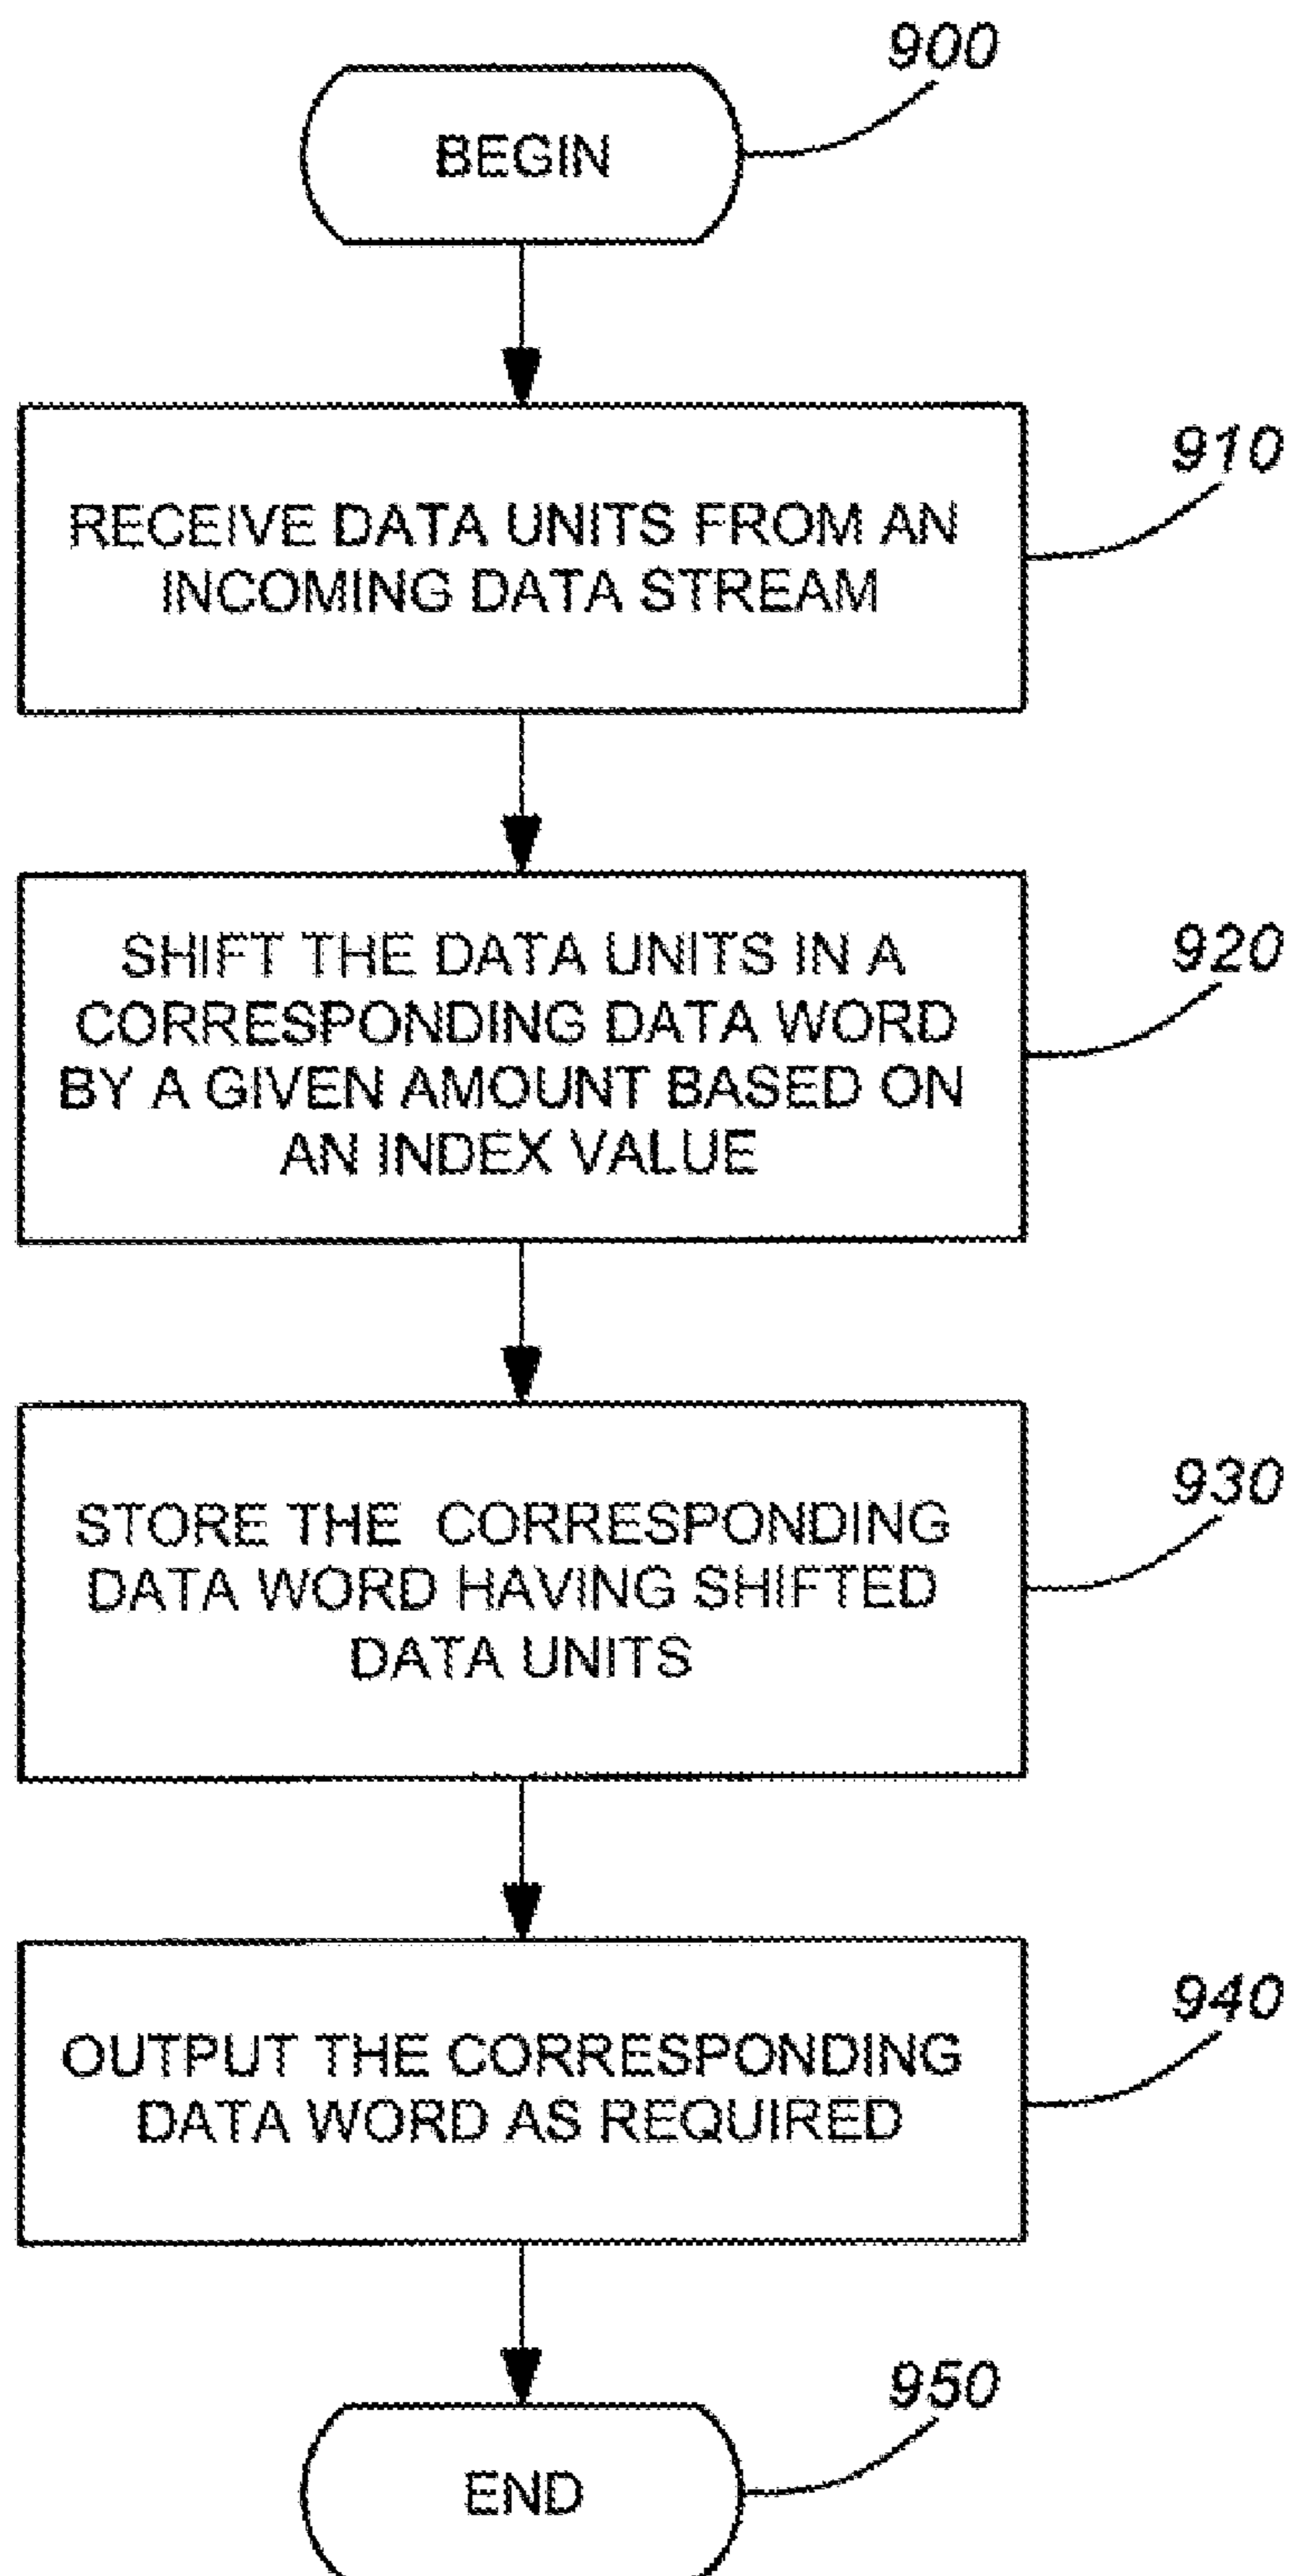 900
BEGIN
910
RECEIVE DATA UNITS FROM AN
INCOMING DATA STREAM
920
SHIFT THE DATA UNITS IN A
CORRESPONDING DATA WORD
BY A GIVEN AMOUNT BASED ON
AN INDEX VALUE
930
STORE THE CORRESPONDING
DATA WORD HAVING SHIFTED
DATA UNITS
940
OUTPUT THE CORRESPONDING
DATA WORD AS REQUIRED
950
END